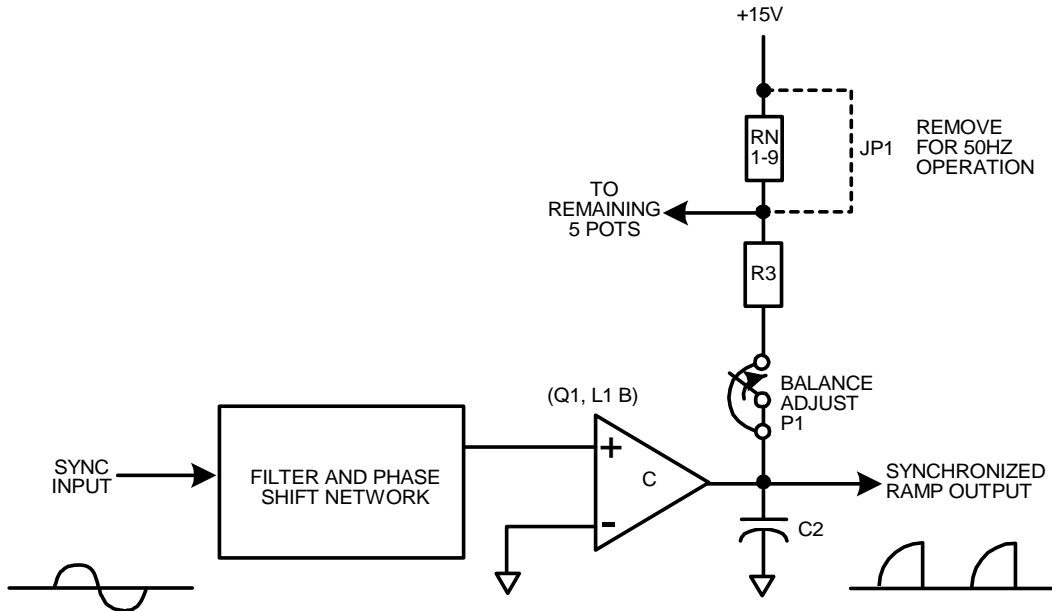 +15V
RN
1-9
JP1
REMOVE
FOR 50HZ
OPERATION
TO
REMAINING
5 POTS
R3
BALANCE
ADJUST
P1
(Q1, L1 B)
+
-
C
SYNC
INPUT
FILTER AND PHASE
SHIFT NETWORK
SYNCHRONIZED
RAMP OUTPUT
C2